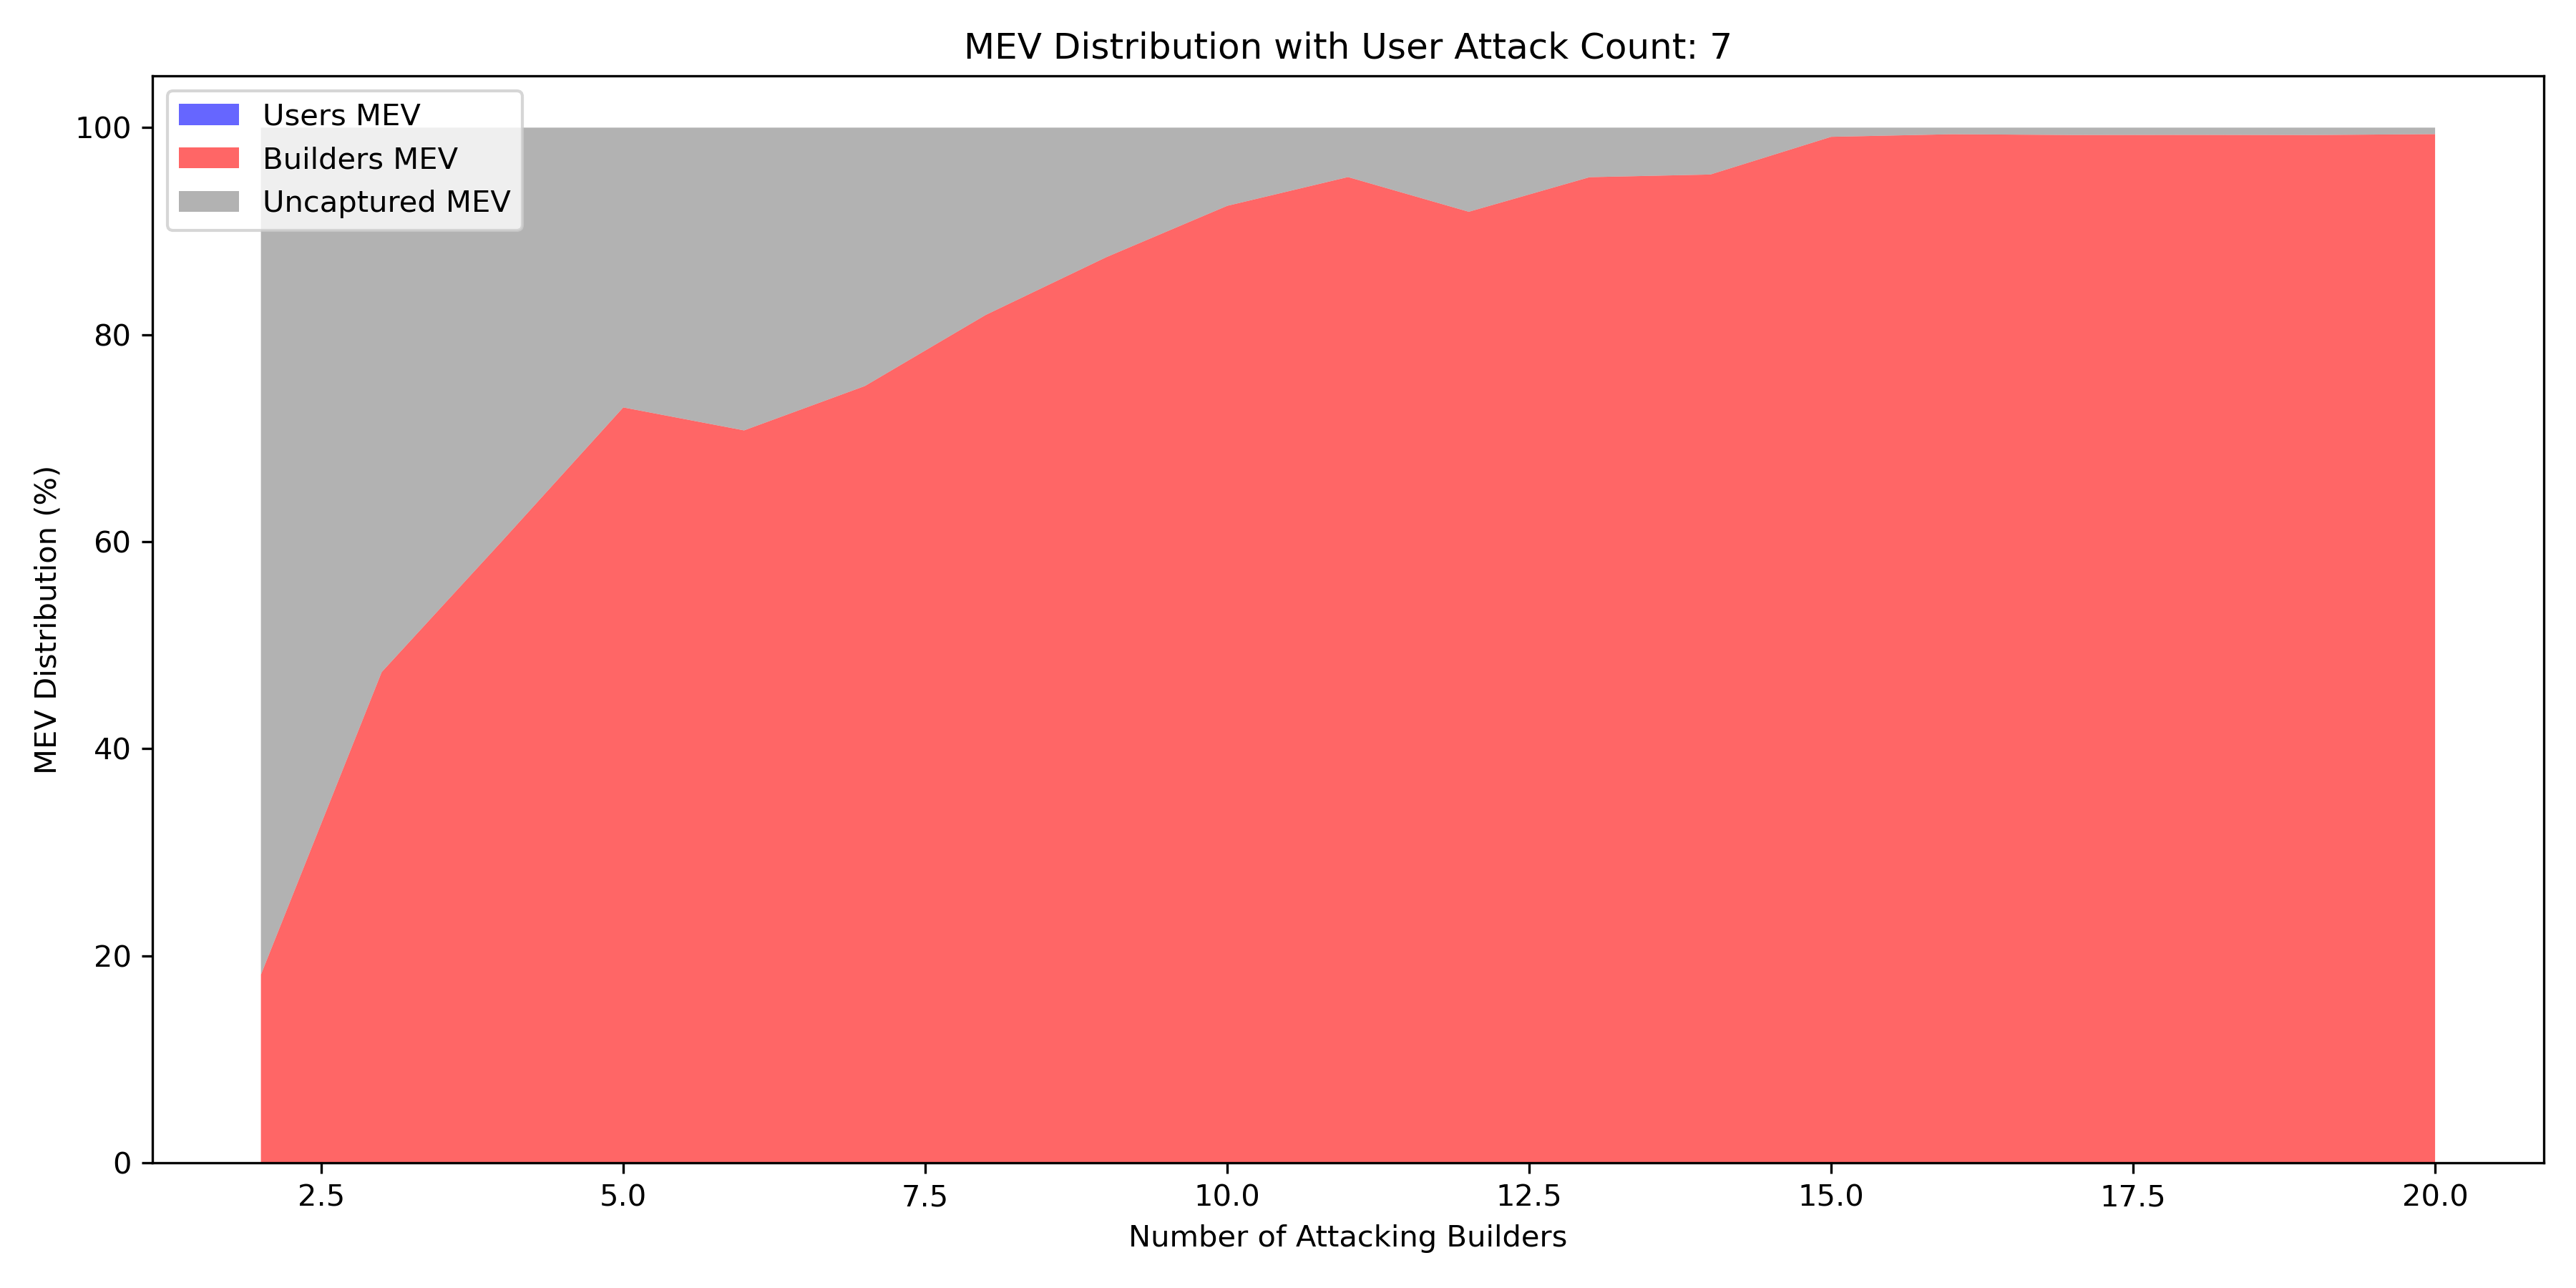 MEV Distribution with User Attack Count: 7
Users MEV
Builders MEV
Uncaptured MEV
MEV Distribution (%)
100
80
60
40
20
0
2.5 5.0 7.5 10.0 12.5 15.0 17.5 20.0
Number of Attacking Builders